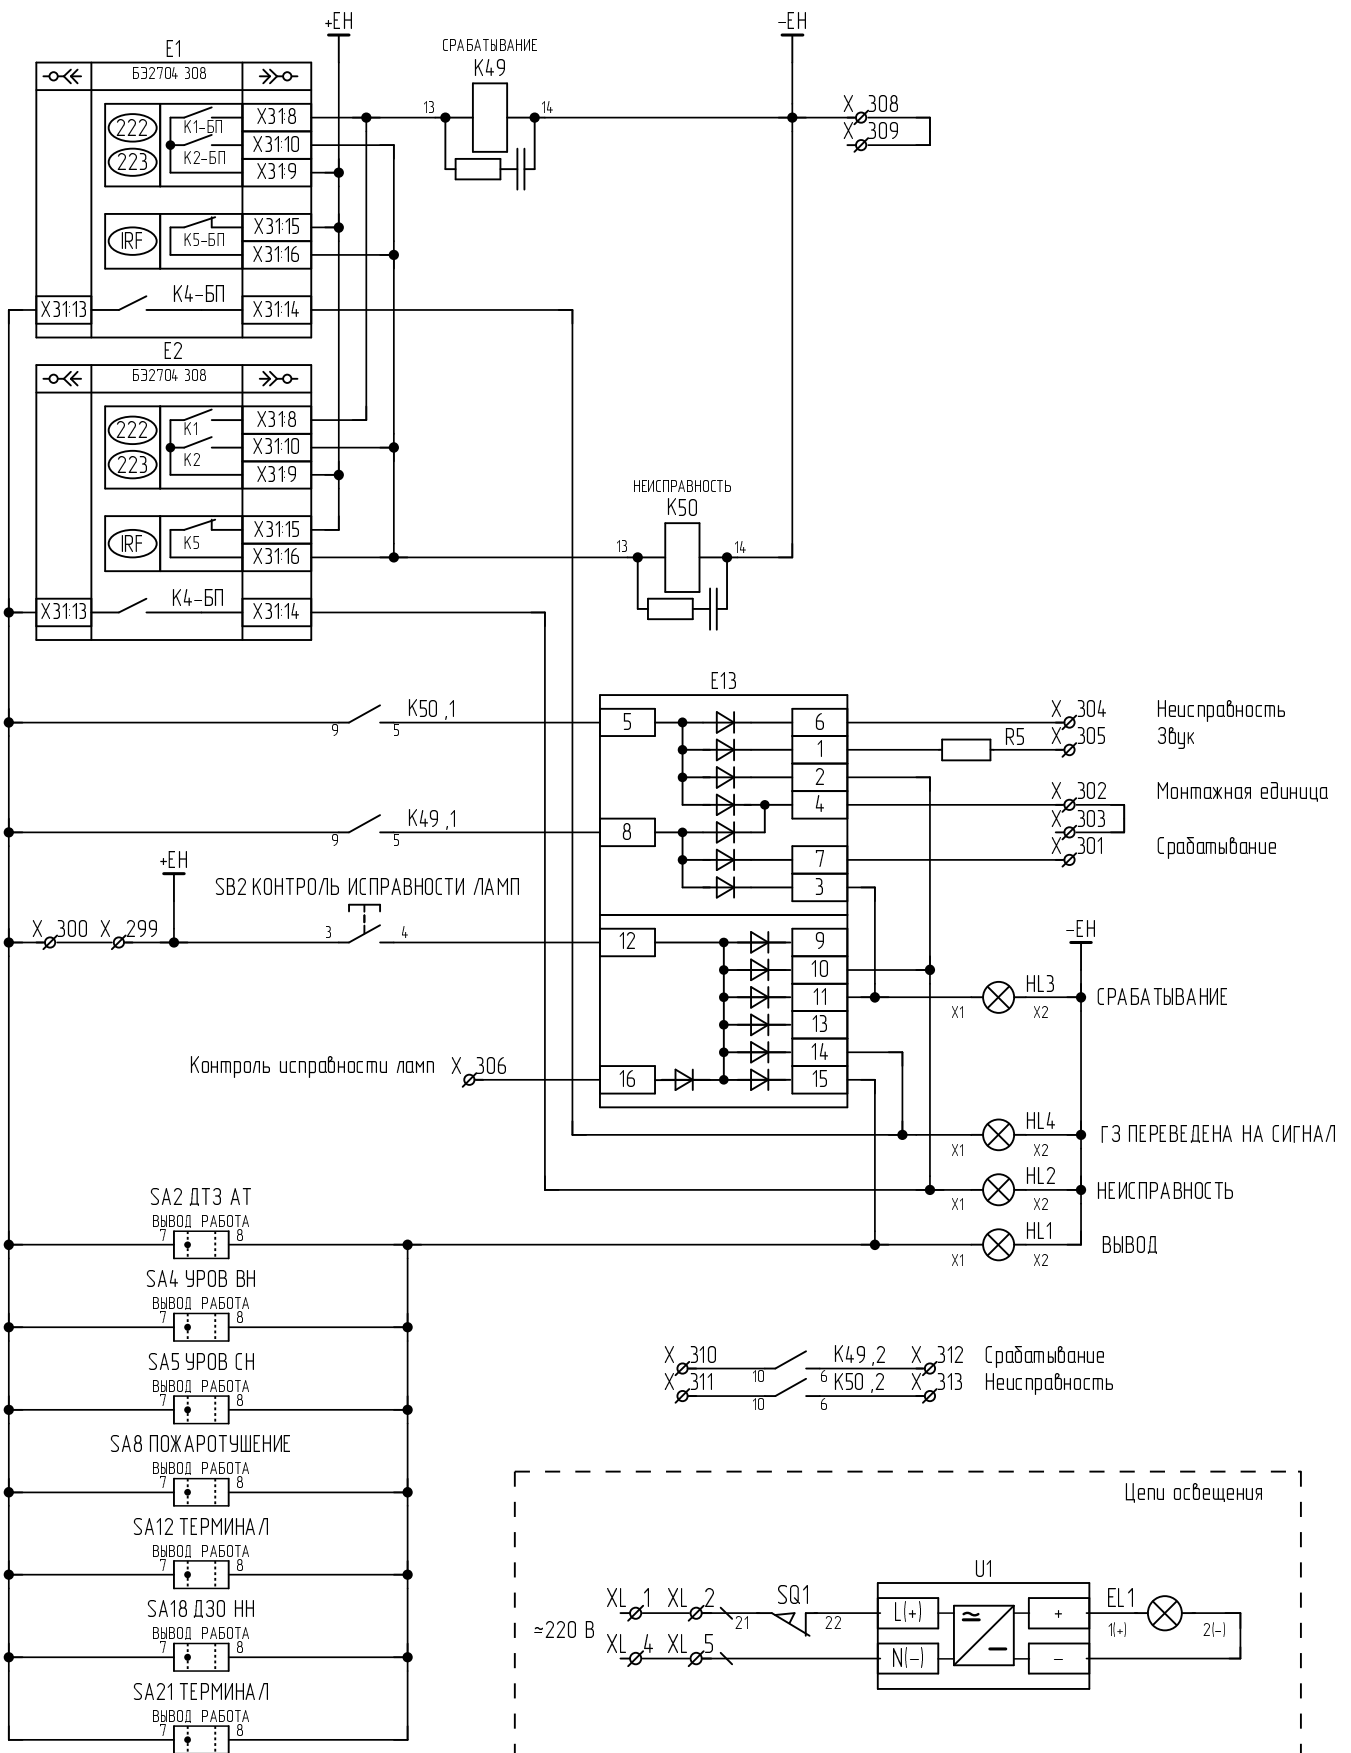 +ЕН
–ЕН
СРАБАТЫВАНИЕ
К49
13
14
Х 308
Х 309
Е1
БЭ2704 308
222
223
К1–БП
К2–БП
Х31:8
Х31:10
Х31:9
IRF
К5–БП
Х31:15
Х31:16
Х31:13
К4–БП
Х31:14
Е2
БЭ2704 308
222
223
К1
К2
Х31:8
Х31:10
Х31:9
НЕИСПРАВНОСТЬ
К50
13
14
IRF
К5
Х31:15
Х31:16
Х31:13
К4–БП
Х31:14
Е13
К50 ,1
9
5
5
6
Х 304
Неисправность
1
R5
Х 305
Звук
2
4
Х 302
Монтажная единица
К49 ,1
9
5
8
Х 303
7
Х 301
Срабатывание
3
+ЕН
SB2 КОНТРОЛЬ ИСПРАВНОСТИ ЛАМП
Х 300
Х 299
3
4
12
9
–ЕН
10
11
HL3
Х1
Х2
СРАБАТЫВАНИЕ
13
14
Контроль исправности ламп
Х 306
16
15
HL4
Х1
Х2
ГЗ ПЕРЕВЕДЕНА НА СИГНАЛ
HL2
Х1
Х2
НЕИСПРАВНОСТЬ
HL1
Х1
Х2
ВЫВОД
SA2 ДТЗ АТ
ВЫВОД РАБОТА
7
8
SA4 УРОВ ВН
ВЫВОД РАБОТА
7
8
SA5 УРОВ СН
ВЫВОД РАБОТА
7
8
SA8 ПОЖАРОТУШЕНИЕ
ВЫВОД РАБОТА
7
8
SA12 ТЕРМИНАЛ
ВЫВОД РАБОТА
7
8
SA18 ДЗО НН
ВЫВОД РАБОТА
7
8
SA21 ТЕРМИНАЛ
ВЫВОД РАБОТА
7
8
Х 310
10
6
К49 ,2
Х 312
Срабатывание
Х 311
10
6
К50 ,2
Х 313
Неисправность
Цепи освещения
U1
≃220 В
XL 1
XL 2
21
SQ1
22
L(+)
+
EL1
1(+)
2(–)
XL 4
XL 5
N(–)
–